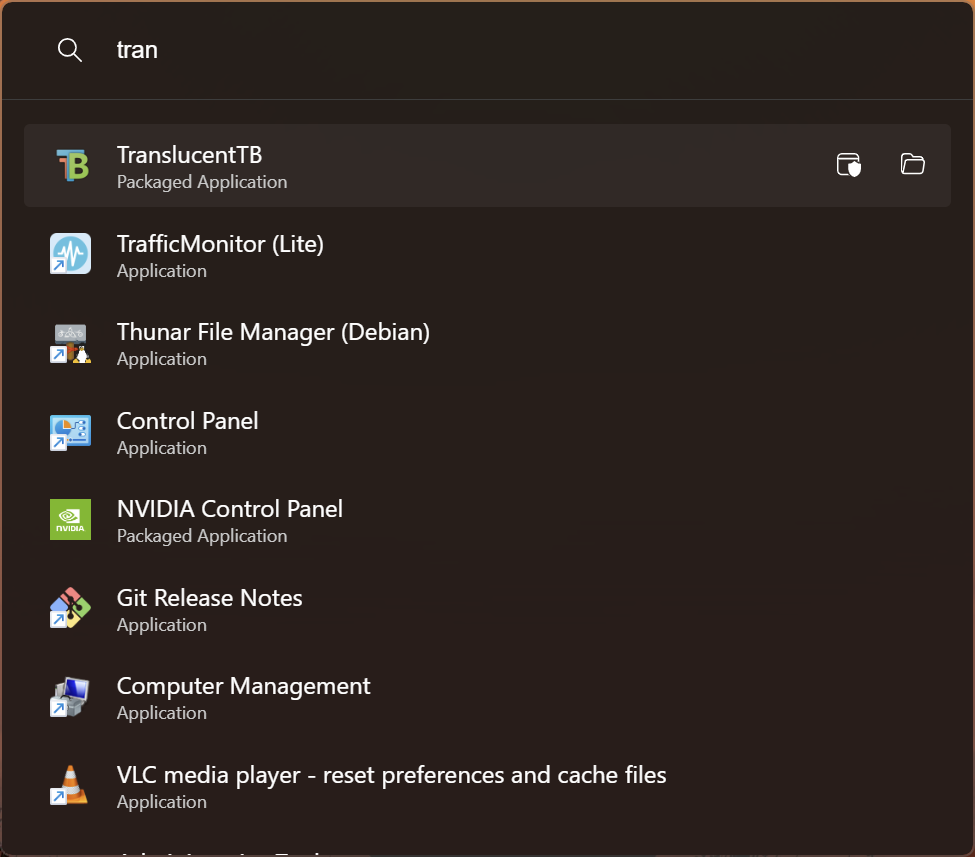 tran
TranslucentTB
Packaged Application
TrafficMonitor (Lite)
Application
Thunar File Manager (Debian)
Application
Control Panel
Application
NVIDIA
NVIDIA Control Panel
Packaged Application
Git Release Notes
Application
Computer Management
Application
VLC media player - reset preferences and cache files
Application